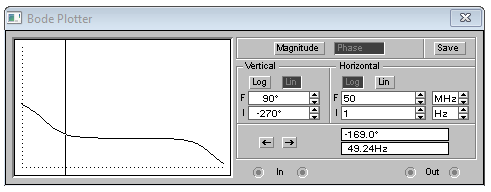 Bode Plotter
Magnitude Phase Save
Vertical Horizontal
Log Lin Log Lin
F 90° F 50 MHz
I -270° I 1 Hz
← → -169.0°
49.24Hz
In Out